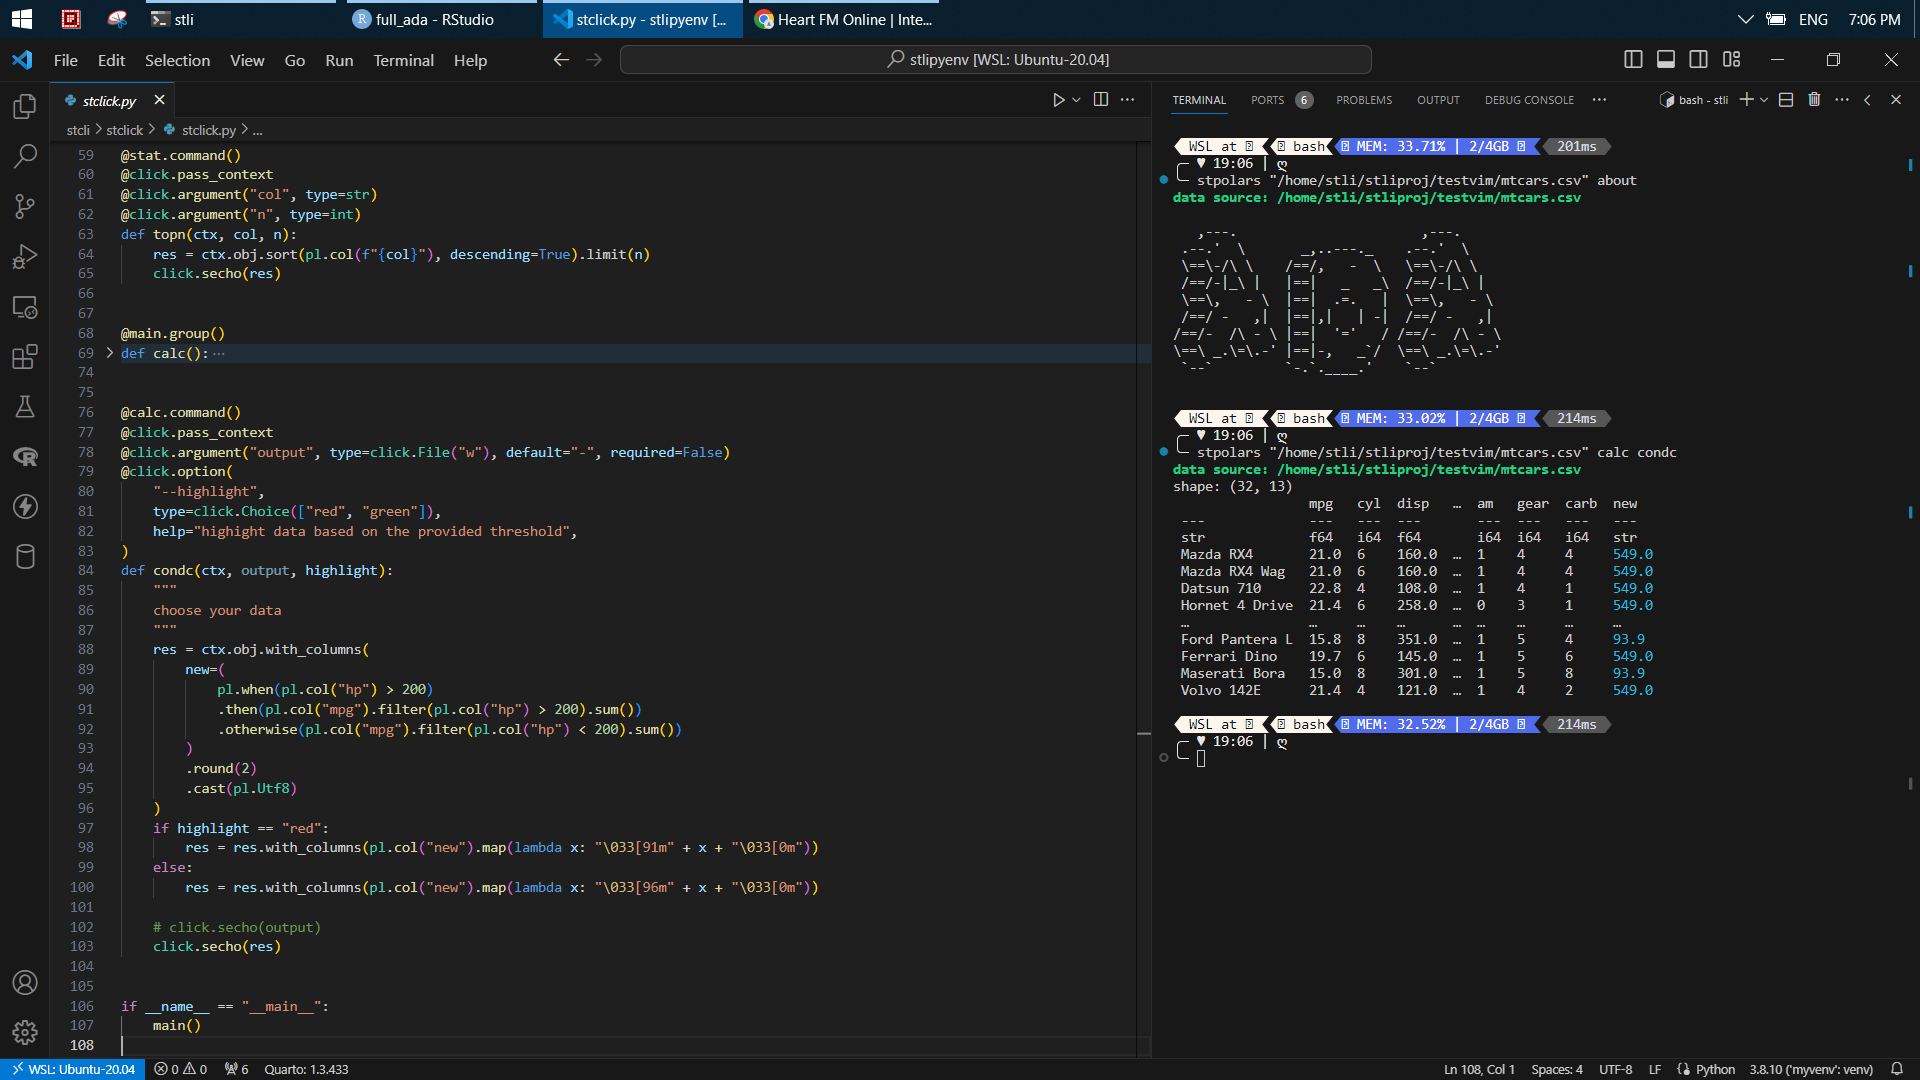 stli
full_ada - RStudio
stclick.py - stlipyenv [...
Heart FM Online | Inte...
ENG
7:06 PM
File Edit Selection View Go Run Terminal Help
stlipyenv [WSL: Ubuntu-20.04]
stclick.py
stcli > stclick > stclick.py > ...
59 @stat.command()
60 @click.pass_context
61 @click.argument("col", type=str)
62 @click.argument("n", type=int)
63 def topn(ctx, col, n):
64     res = ctx.obj.sort(pl.col(f"{col}"), descending=True).limit(n)
65     click.secho(res)
66
67
68 @main.group()
69 > def calc(): ...
74
75
76 @calc.command()
77 @click.pass_context
78 @click.argument("output", type=click.File("w"), default="-", required=False)
79 @click.option(
80     "--highlight",
81     type=click.Choice(["red", "green"]),
82     help="highight data based on the provided threshold",
83 )
84 def condc(ctx, output, highlight):
85     """
86     choose your data
87     """
88     res = ctx.obj.with_columns(
89         new=(
90             pl.when(pl.col("hp") > 200)
91             .then(pl.col("mpg").filter(pl.col("hp") > 200).sum())
92             .otherwise(pl.col("mpg").filter(pl.col("hp") < 200).sum())
93         )
94         .round(2)
95         .cast(pl.Utf8)
96     )
97     if highlight == "red":
98         res = res.with_columns(pl.col("new").map(lambda x: "\033[91m" + x + "\033[0m"))
99     else:
100         res = res.with_columns(pl.col("new").map(lambda x: "\033[96m" + x + "\033[0m"))
101
102     # click.secho(output)
103     click.secho(res)
104
105
106 if __name__ == "__main__":
107     main()
108
TERMINAL PORTS 6 PROBLEMS OUTPUT DEBUG CONSOLE ...
bash - stli
WSL at bash MEM: 33.71% | 2/4GB 201ms
♥ 19:06 | ღ
stpolars "/home/stli/stliproj/testvim/mtcars.csv" about
data source: /home/stli/stliproj/testvim/mtcars.csv
WSL at bash MEM: 33.02% | 2/4GB 214ms
♥ 19:06 | ღ
stpolars "/home/stli/stliproj/testvim/mtcars.csv" calc condc
data source: /home/stli/stliproj/testvim/mtcars.csv
shape: (32, 13)
mpg cyl disp … am gear carb new
--- --- --- --- --- --- --- ---
str f64 i64 f64 i64 i64 i64 str
Mazda RX4 21.0 6 160.0 … 1 4 4 549.0
Mazda RX4 Wag 21.0 6 160.0 … 1 4 4 549.0
Datsun 710 22.8 4 108.0 … 1 4 1 549.0
Hornet 4 Drive 21.4 6 258.0 … 0 3 1 549.0
… … … … … … … … …
Ford Pantera L 15.8 8 351.0 … 1 5 4 93.9
Ferrari Dino 19.7 6 145.0 … 1 5 6 549.0
Maserati Bora 15.0 8 301.0 … 1 5 8 93.9
Volvo 142E 21.4 4 121.0 … 1 4 2 549.0
WSL at bash MEM: 32.52% | 2/4GB 214ms
♥ 19:06 | ღ
WSL: Ubuntu-20.04 0 0 6 Quarto: 1.3.433
Ln 108, Col 1 Spaces: 4 UTF-8 LF Python 3.8.10 ('myvenv': venv)